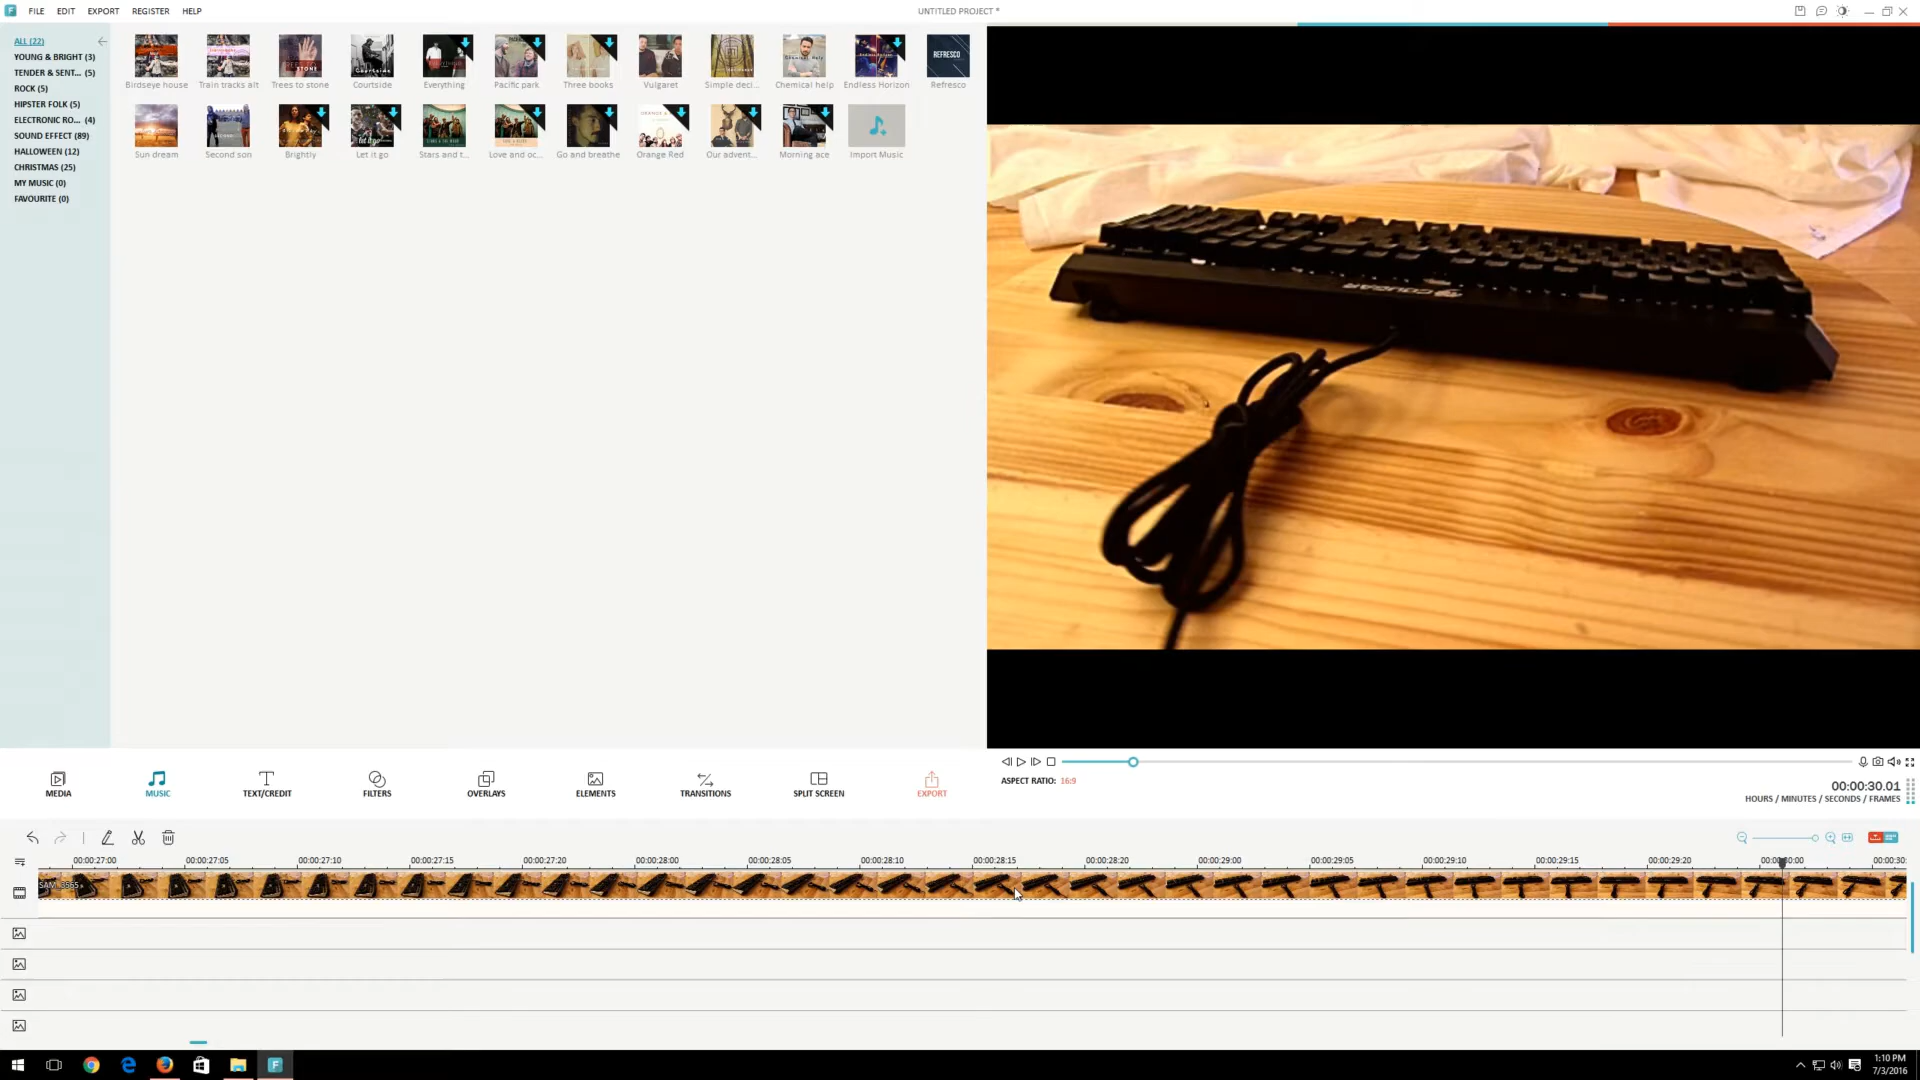 FILE EDIT EXPORT REGISTER HELP
UNTITLED PROJECT *
ALL (22)
YOUNG & BRIGHT (3)
TENDER & SENT... (5)
ROCK (5)
HIPSTER FOLK (5)
ELECTRONIC RO... (4)
SOUND EFFECT (89)
HALLOWEEN (12)
CHRISTMAS (25)
MY MUSIC (0)
FAVOURITE (0)
REFRESCO
Birdseye house Train tracks alt Trees to stone Courtside Everything Pacific park Three books Vulgaret Simple deci... Chemical help Endless Horizon Refresco
Sun dream Second son Brightly Let it go Stars and t... Love and oc... Go and breathe Orange Red Our advent... Morning ace Import Music
COUGAR
MEDIA MUSIC TEXT/CREDIT FILTERS OVERLAYS ELEMENTS TRANSITIONS SPLIT SCREEN EXPORT
ASPECT RATIO: 16:9
00:00:30.01
HOURS / MINUTES / SECONDS / FRAMES
00:00:27:00 00:00:27:05 00:00:27:10 00:00:27:15 00:00:27:20 00:00:28:00 00:00:28:05 00:00:28:10 00:00:28:15 00:00:28:20 00:00:29:00 00:00:29:05 00:00:29:10 00:00:29:15 00:00:29:20 00:00:30:00 00:00:30:
1:10 PM
7/3/2016